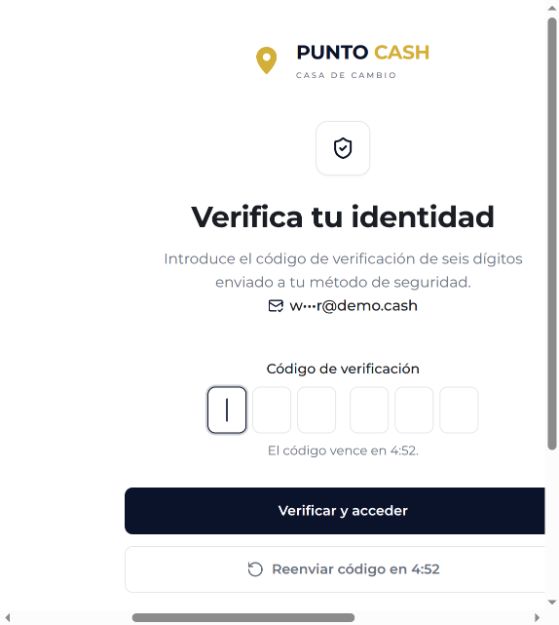 PUNTO CASH
CASA DE CAMBIO
Verifica tu identidad
Introduce el código de verificación de seis dígitos
enviado a tu método de seguridad.
w•••r@demo.cash
Código de verificación
El código vence en 4:52.
Verificar y acceder
Reenviar código en 4:52